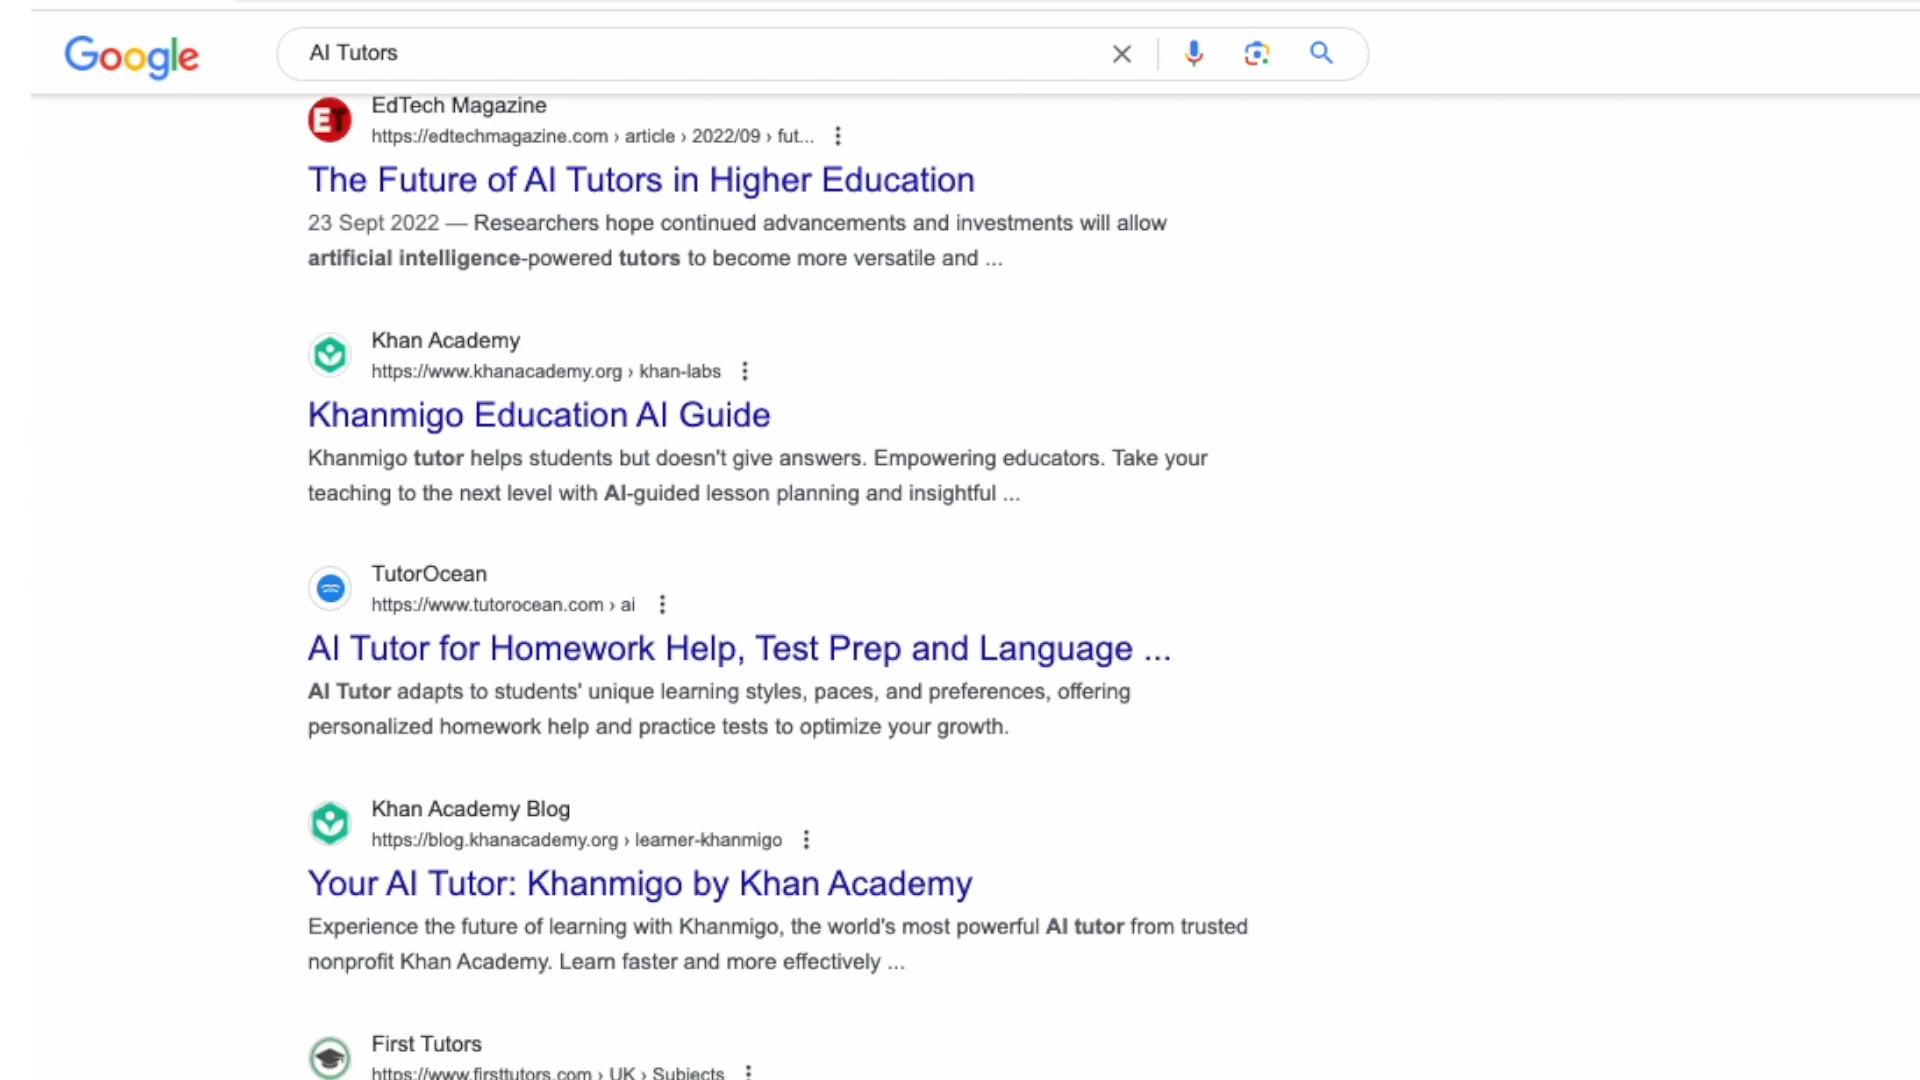 Google
AI Tutors
ET
EdTech Magazine
https://edtechmagazine.com › article › 2022/09 › fut...
The Future of AI Tutors in Higher Education
23 Sept 2022 — Researchers hope continued advancements and investments will allow
artificial intelligence-powered tutors to become more versatile and ...
Khan Academy
https://www.khanacademy.org › khan-labs
Khanmigo Education AI Guide
Khanmigo tutor helps students but doesn't give answers. Empowering educators. Take your
teaching to the next level with AI-guided lesson planning and insightful ...
TutorOcean
https://www.tutorocean.com › ai
AI Tutor for Homework Help, Test Prep and Language ...
AI Tutor adapts to students' unique learning styles, paces, and preferences, offering
personalized homework help and practice tests to optimize your growth.
Khan Academy Blog
https://blog.khanacademy.org › learner-khanmigo
Your AI Tutor: Khanmigo by Khan Academy
Experience the future of learning with Khanmigo, the world's most powerful AI tutor from trusted
nonprofit Khan Academy. Learn faster and more effectively ...
First Tutors
https://www.firsttutors.com › UK › Subjects